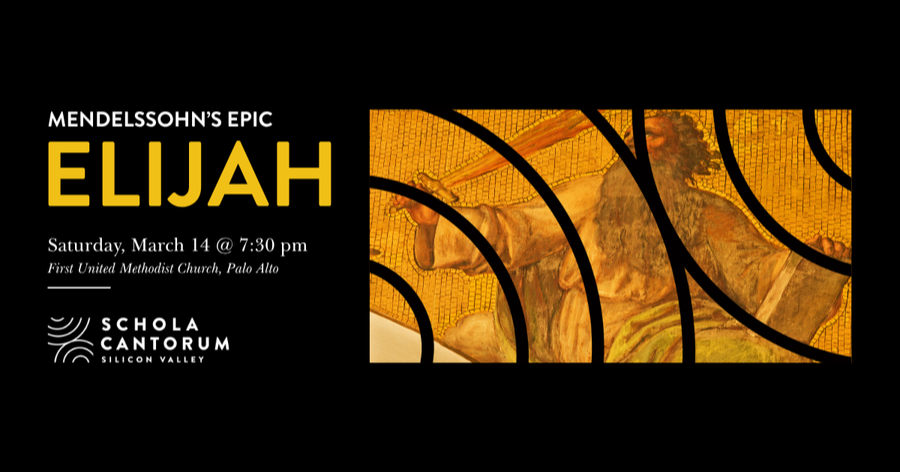 MENDELSSOHN’S EPIC
ELIJAH
Saturday, March 14 @ 7:30 pm
First United Methodist Church, Palo Alto
SCHOLA
CANTORUM
SILICON VALLEY